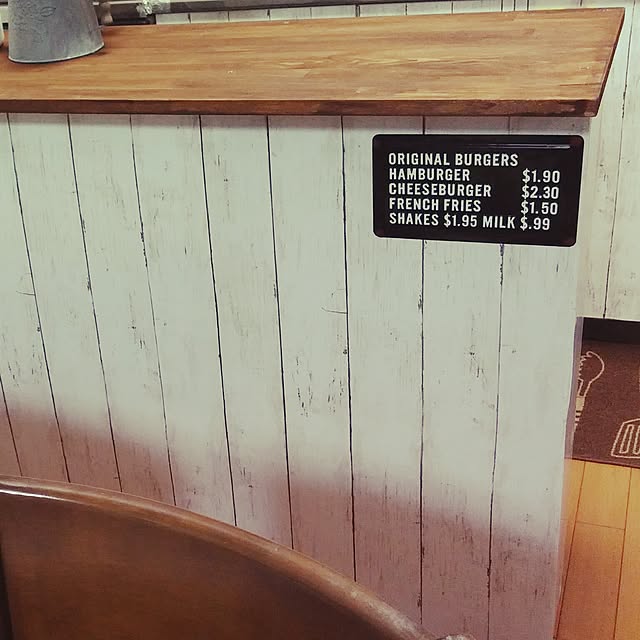 ORIGINAL BURGERS
HAMBURGER $1.90
CHEESEBURGER $2.30
FRENCH FRIES $1.50
SHAKES $1.95 MILK $.99